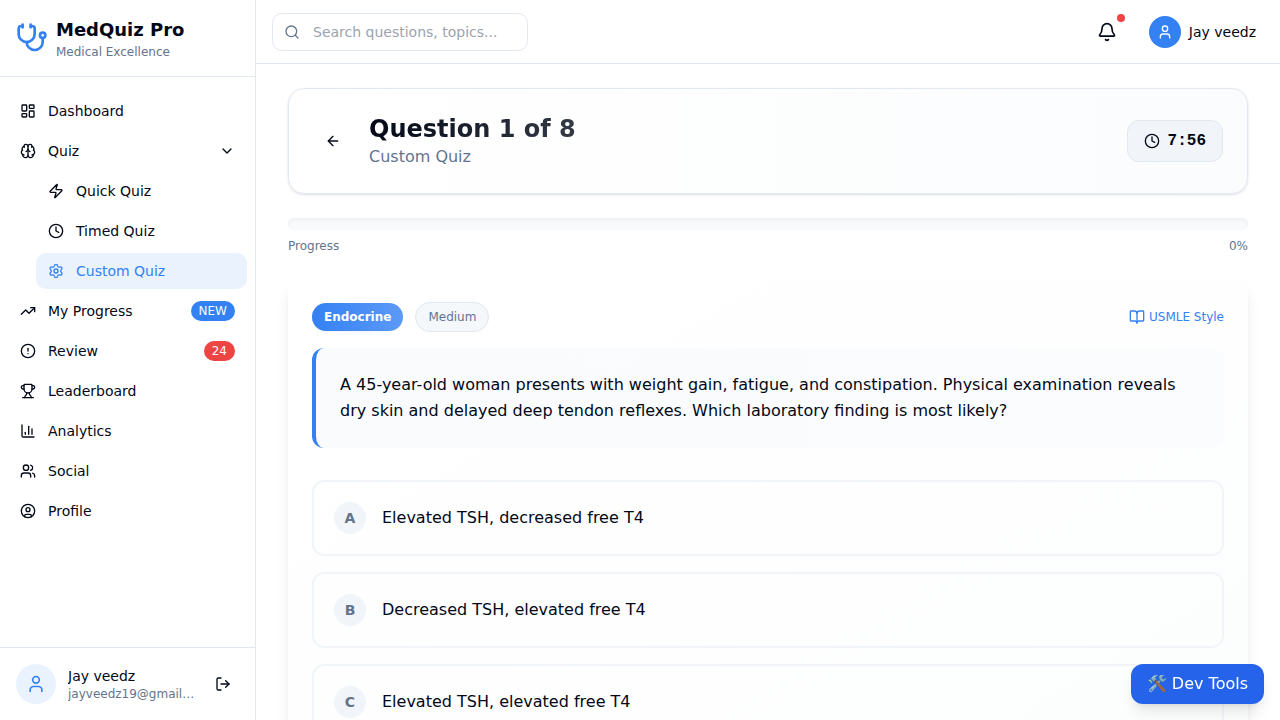 MedQuiz Pro
Medical Excellence
Dashboard
Quiz
Quick Quiz
Timed Quiz
Custom Quiz
My Progress NEW
Review 24
Leaderboard
Analytics
Social
Profile
Jay veedz
jayveedz19@gmail...
Search questions, topics...
Jay veedz
Question 1 of 8
Custom Quiz
7:56
Progress 0%
Endocrine Medium USMLE Style
A 45-year-old woman presents with weight gain, fatigue, and constipation. Physical examination reveals
dry skin and delayed deep tendon reflexes. Which laboratory finding is most likely?
A Elevated TSH, decreased free T4
B Decreased TSH, elevated free T4
C Elevated TSH, elevated free T4
🛠️ Dev Tools